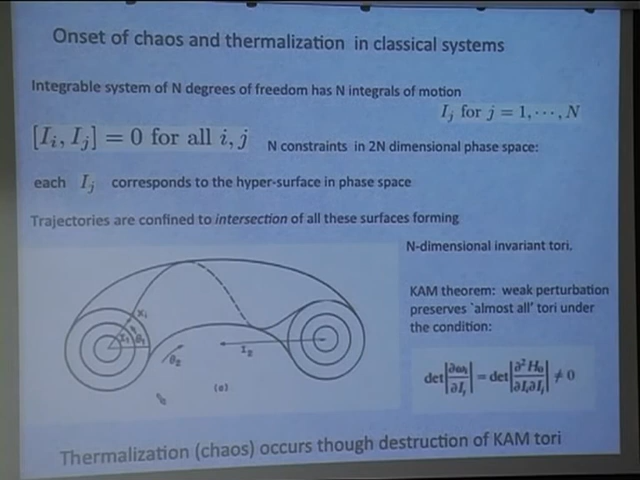 Onset of chaos and thermalization in classical systems
Integrable system of N degrees of freedom has N integrals of motion
I_j for j = 1, ···, N
[I_i, I_j] = 0 for all i, j N constraints in 2N dimensional phase space:
each I_j corresponds to the hyper-surface in phase space
Trajectories are confined to intersection of all these surfaces forming
N-dimensional invariant tori.
KAM theorem: weak perturbation
preserves `almost all' tori under
the condition:
det|∂ω_i/∂I_j| = det|∂²H_0/∂I_i∂I_j| ≠ 0
θ_1
θ_2
I_2
(a)
Thermalization (chaos) occurs though destruction of KAM tori